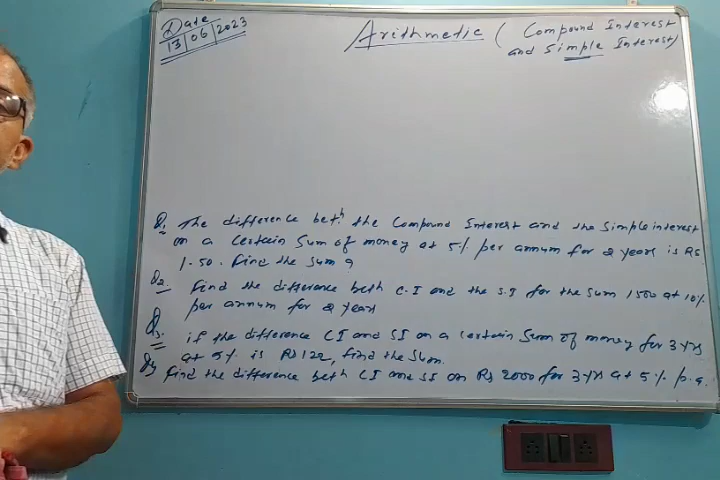 Date
13/06/2023
Arithmetic ( Compound Interest
and Simple Interest)
Q1 The difference betn the Compound Interest and the Simple interest
on a certain Sum of money at 5% per annum for 2 years is Rs
1.50. Find the Sum ?
Q2 Find the difference beth C.I and the S.I for the Sum 1500 at 10%
per annum for 2 years
Q3. if the difference CI and SI on a certain Sum of money for 3 yrs
at 5% is Rs 122, find the Sum.
Q4 Find the difference beth CI and SI on Rs 2000 for 3 yrs at 5% p.a.